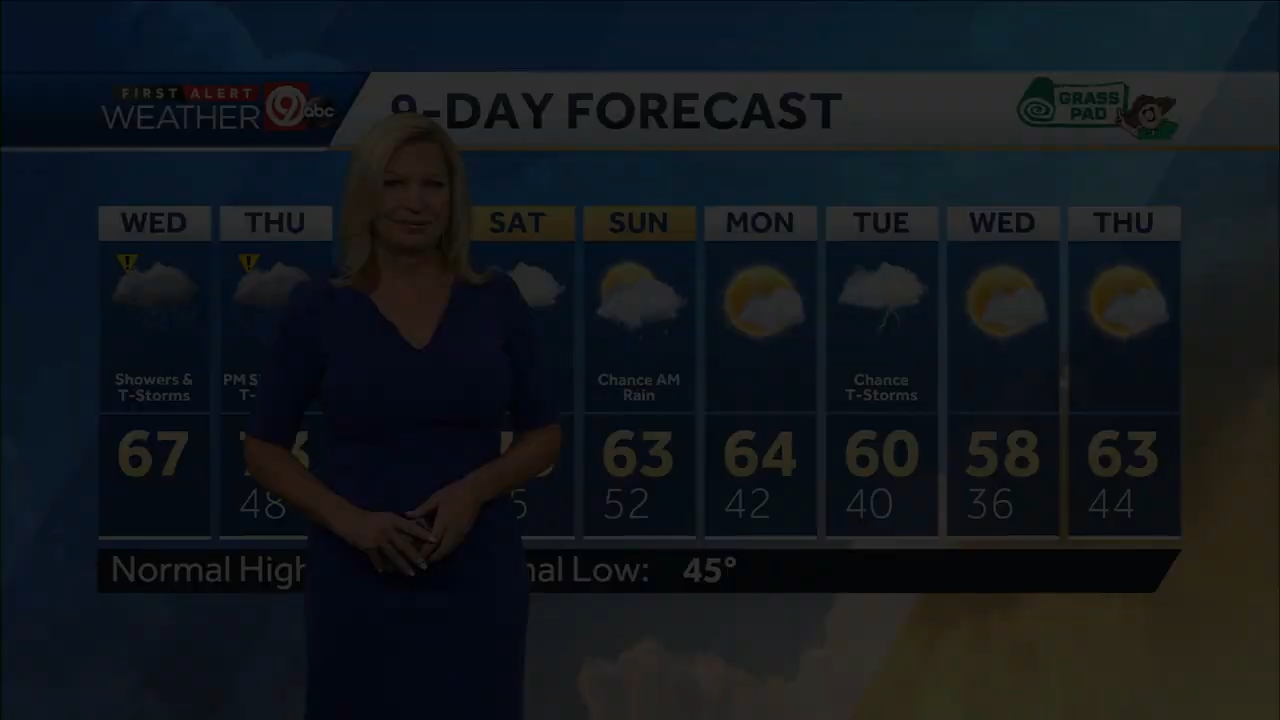 FIRST ALERT
WEATHER 9 abc
9-DAY FORECAST
GRASS
PAD
WED THU SAT SUN MON TUE WED THU
Showers &
T-Storms
PM
T-
Chance AM
Rain
Chance
T-Storms
67 63 64 60 58 63
48 52 42 40 36 44
Normal High
Low: 45°